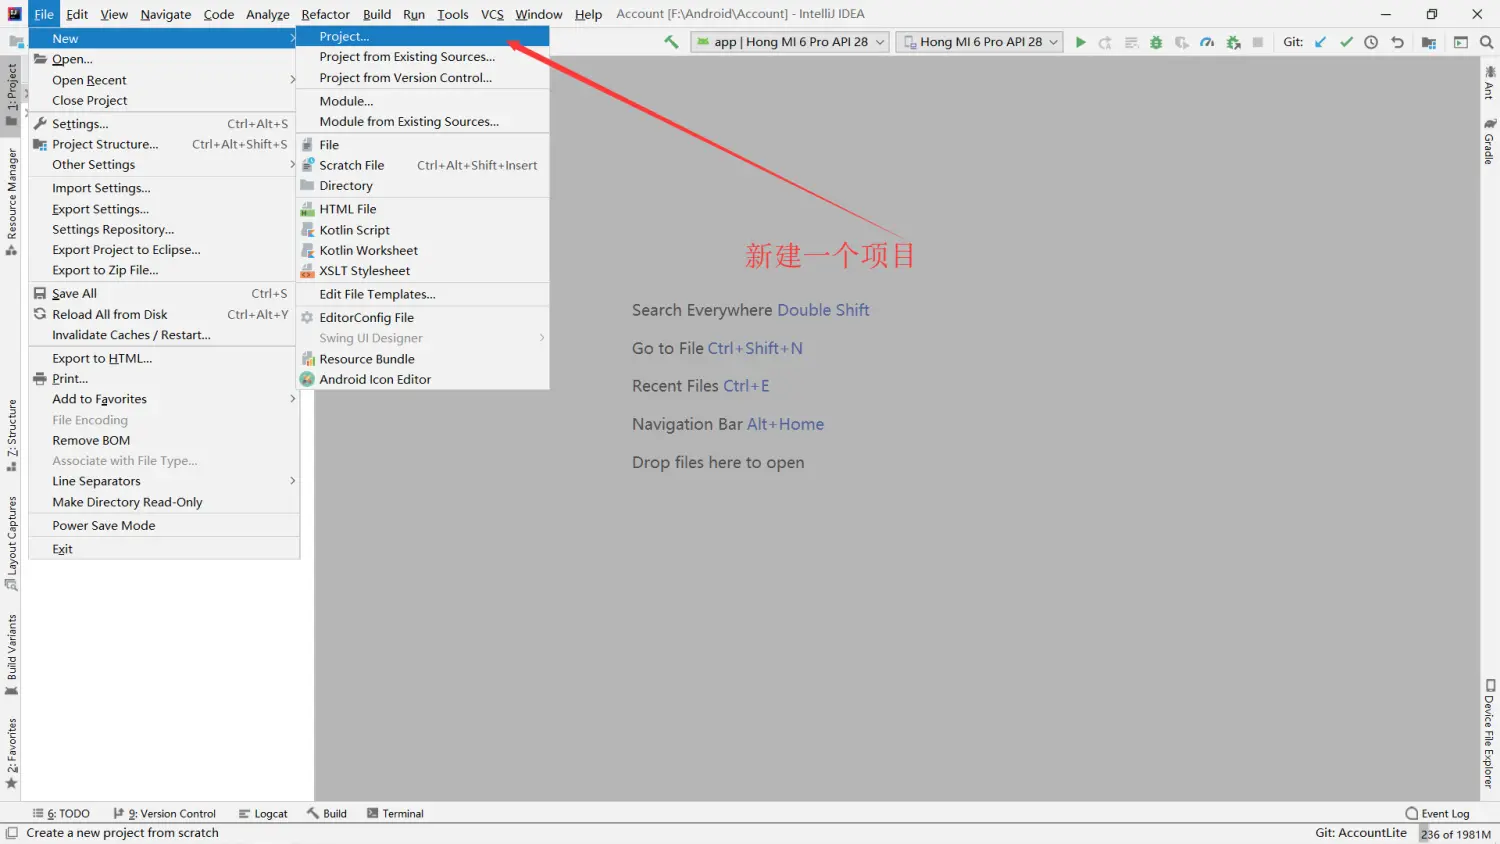 File Edit View Navigate Code Analyze Refactor Build Run Tools VCS Window Help Account [F:\Android\Account] - IntelliJ IDEA
app | Hong MI 6 Pro API 28 Hong MI 6 Pro API 28 Git:
New
Open...
Open Recent
Close Project
Settings... Ctrl+Alt+S
Project Structure... Ctrl+Alt+Shift+S
Other Settings
Import Settings...
Export Settings...
Settings Repository...
Export Project to Eclipse...
Export to Zip File...
Save All Ctrl+S
Reload All from Disk Ctrl+Alt+Y
Invalidate Caches / Restart...
Export to HTML...
Print...
Add to Favorites
File Encoding
Remove BOM
Associate with File Type...
Line Separators
Make Directory Read-Only
Power Save Mode
Exit
Project...
Project from Existing Sources...
Project from Version Control...
Module...
Module from Existing Sources...
File
Scratch File Ctrl+Alt+Shift+Insert
Directory
HTML File
Kotlin Script
Kotlin Worksheet
XSLT Stylesheet
Edit File Templates...
EditorConfig File
Swing UI Designer
Resource Bundle
Android Icon Editor
新建一个项目
Search Everywhere Double Shift
Go to File Ctrl+Shift+N
Recent Files Ctrl+E
Navigation Bar Alt+Home
Drop files here to open
1: Project
Resource Manager
Z: Structure
Layout Captures
Build Variants
2: Favorites
Ant
Gradle
Device File Explorer
6: TODO 9: Version Control Logcat Build Terminal Event Log
Create a new project from scratch Git: AccountLite 236 of 1981M